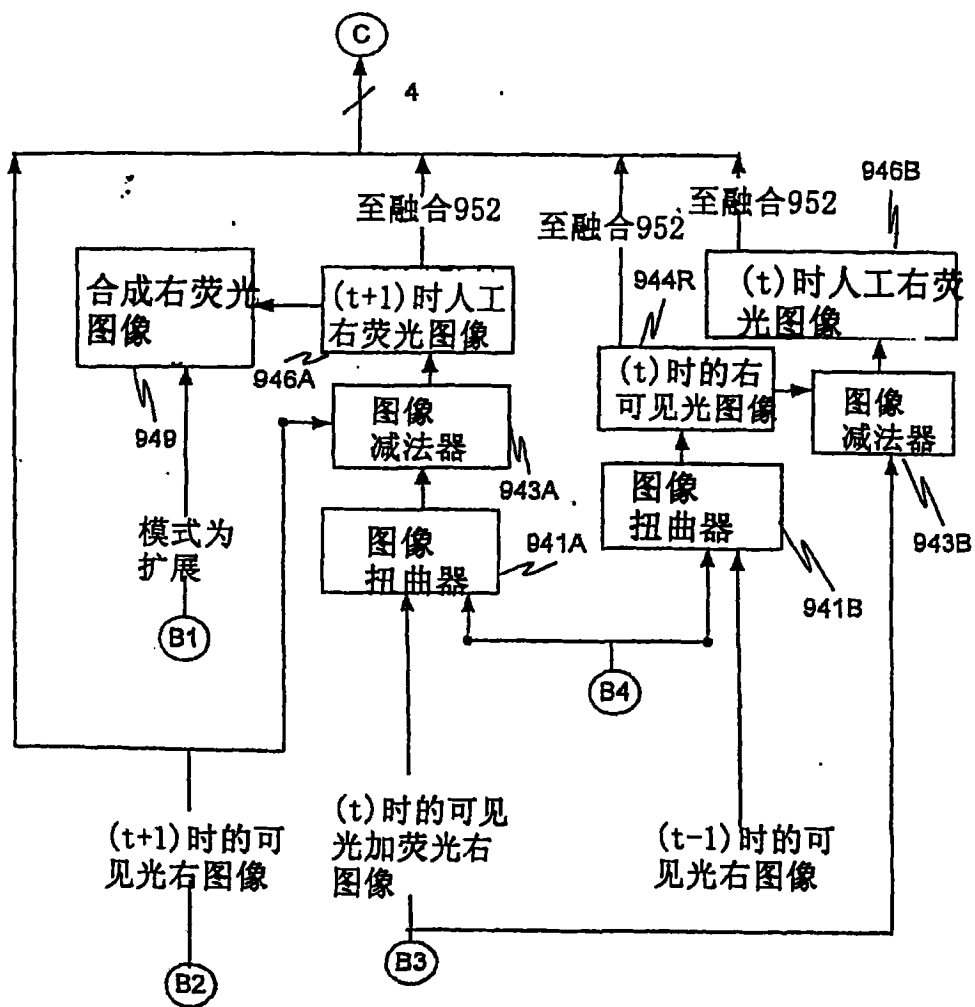 C
4
946B
至融合952
至融合952
至融合952
944R
合成右荧光
图像
(t+1)时人工
右荧光图像
(t)时人工右荧
光图像
946A
949
图像
减法器
943A
(t)时的右
可见光图像
图像
减法器
943B
模式为
扩展
图像
扭曲器
941A
图像
扭曲器
941B
B1
B4
(t+1)时的可
见光右图像
(t)时的可见
光加荧光右
图像
(t-1)时的可
见光右图像
B2
B3